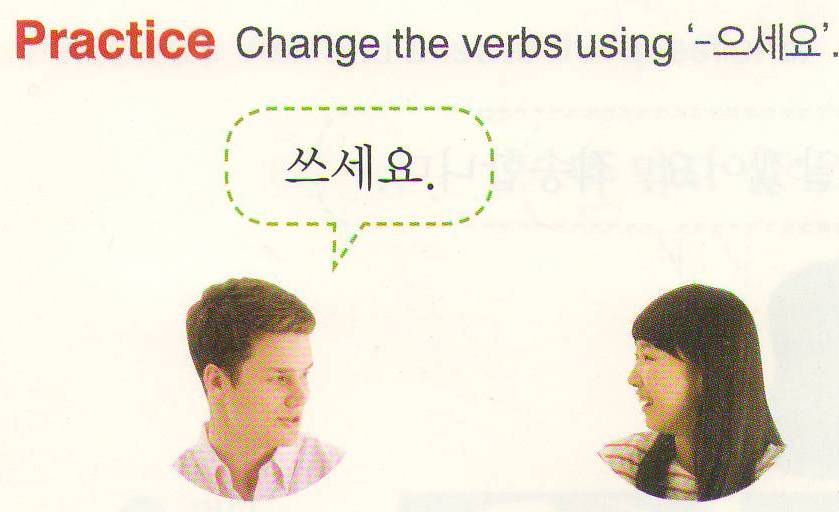 Practice Change the verbs using ‘-으세요’.
쓰세요.